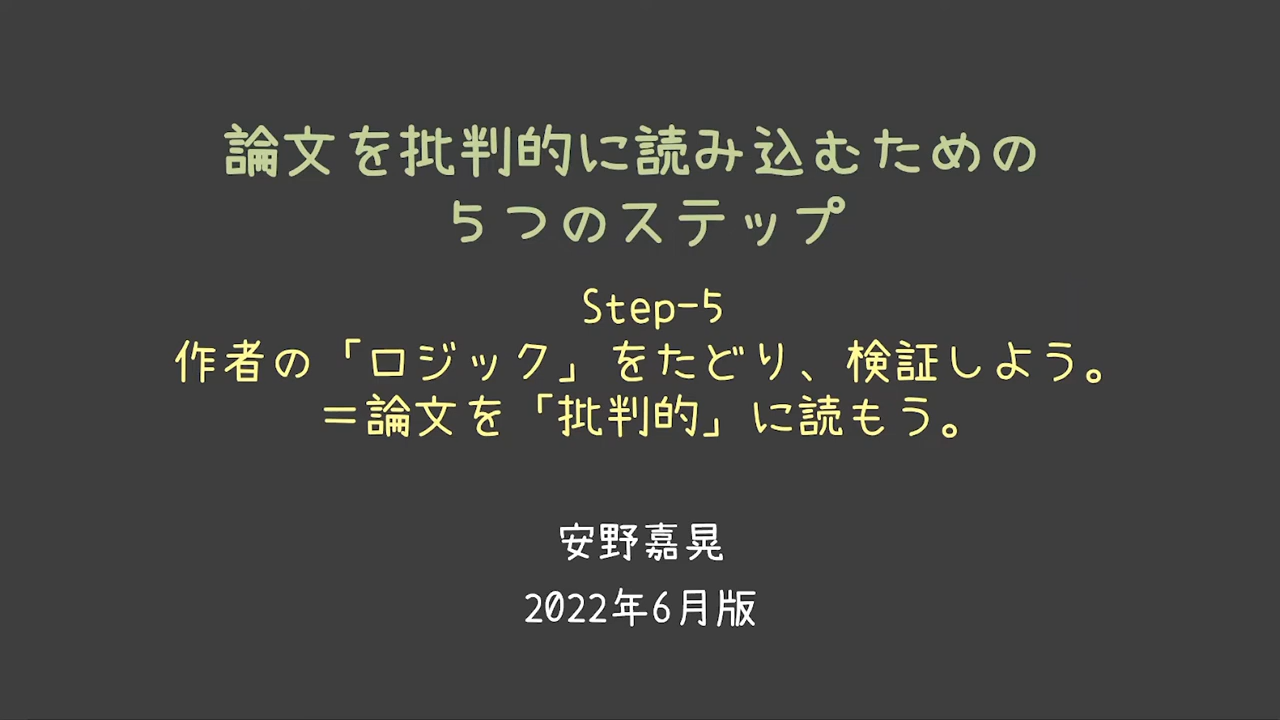 論文を批判的に読み込むための
５つのステップ
Step-5
作者の「ロジック」をたどり、検証しよう。
＝論文を「批判的」に読もう。
安野嘉晃
2022年6月版